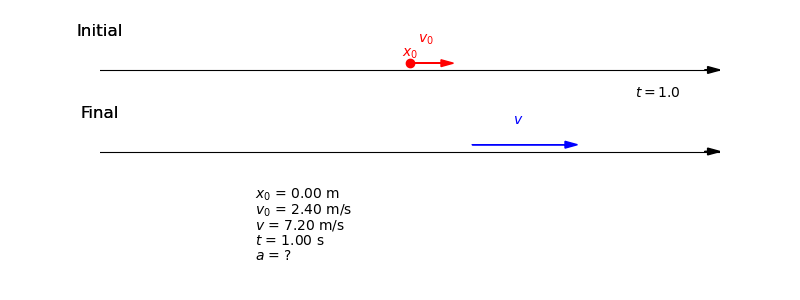 Initial
v₀
x₀
t = 1.0
Final
v
x₀ = 0.00 m
v₀ = 2.40 m/s
v = 7.20 m/s
t = 1.00 s
a = ?